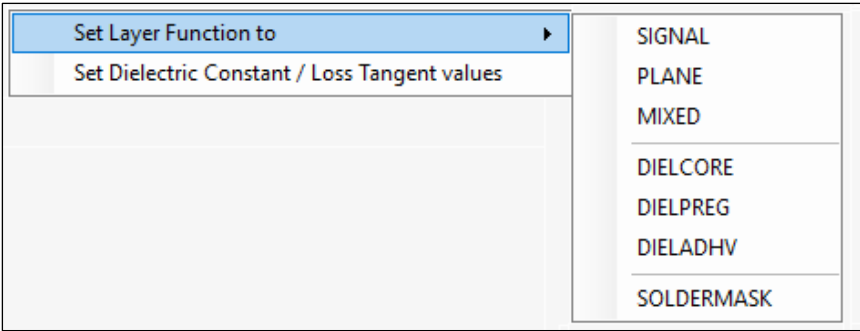 Set Layer Function to
Set Dielectric Constant / Loss Tangent values
SIGNAL
PLANE
MIXED
DIELCORE
DIELPREG
DIELADHV
SOLDERMASK